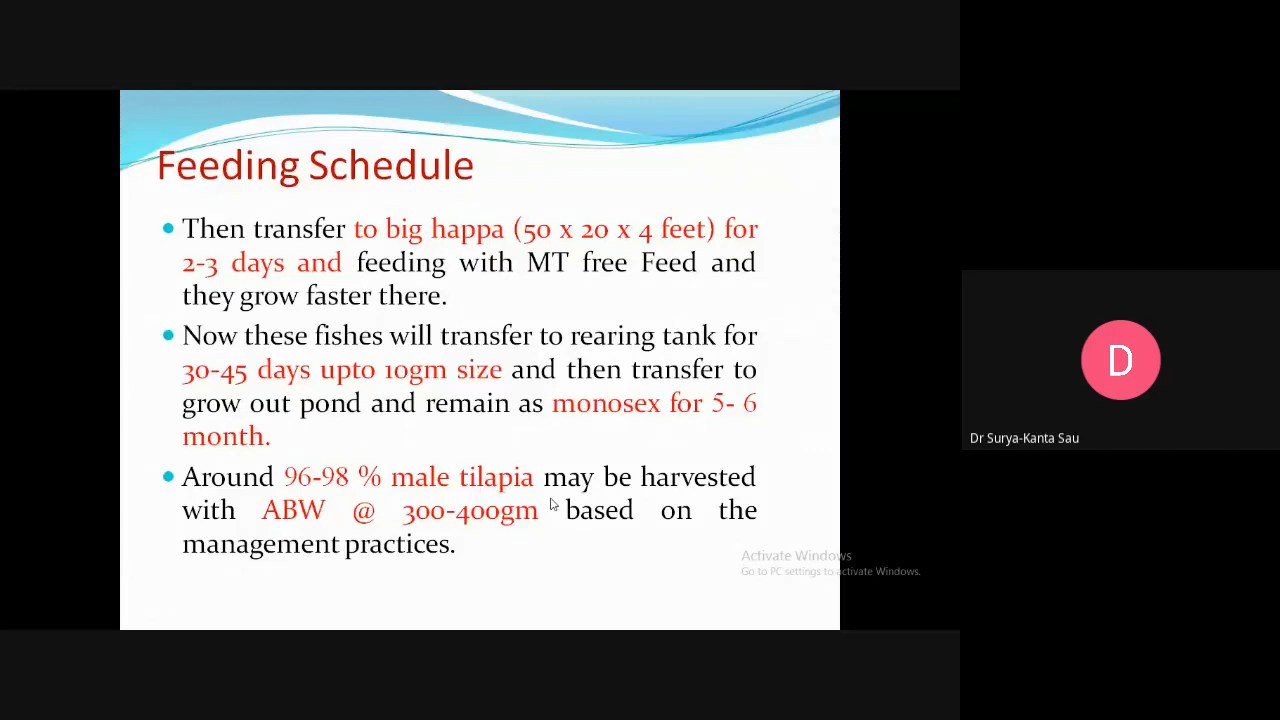 Feeding Schedule
Then transfer to big happa (50 x 20 x 4 feet) for
2-3 days and feeding with MT free Feed and
they grow faster there.
Now these fishes will transfer to rearing tank for
30-45 days upto 10gm size and then transfer to
grow out pond and remain as monosex for 5- 6
month.
Around 96-98 % male tilapia may be harvested
with ABW @ 300-400gm based on the
management practices.
Activate Windows
Go to PC settings to activate Windows.
D
Dr Surya-Kanta Sau